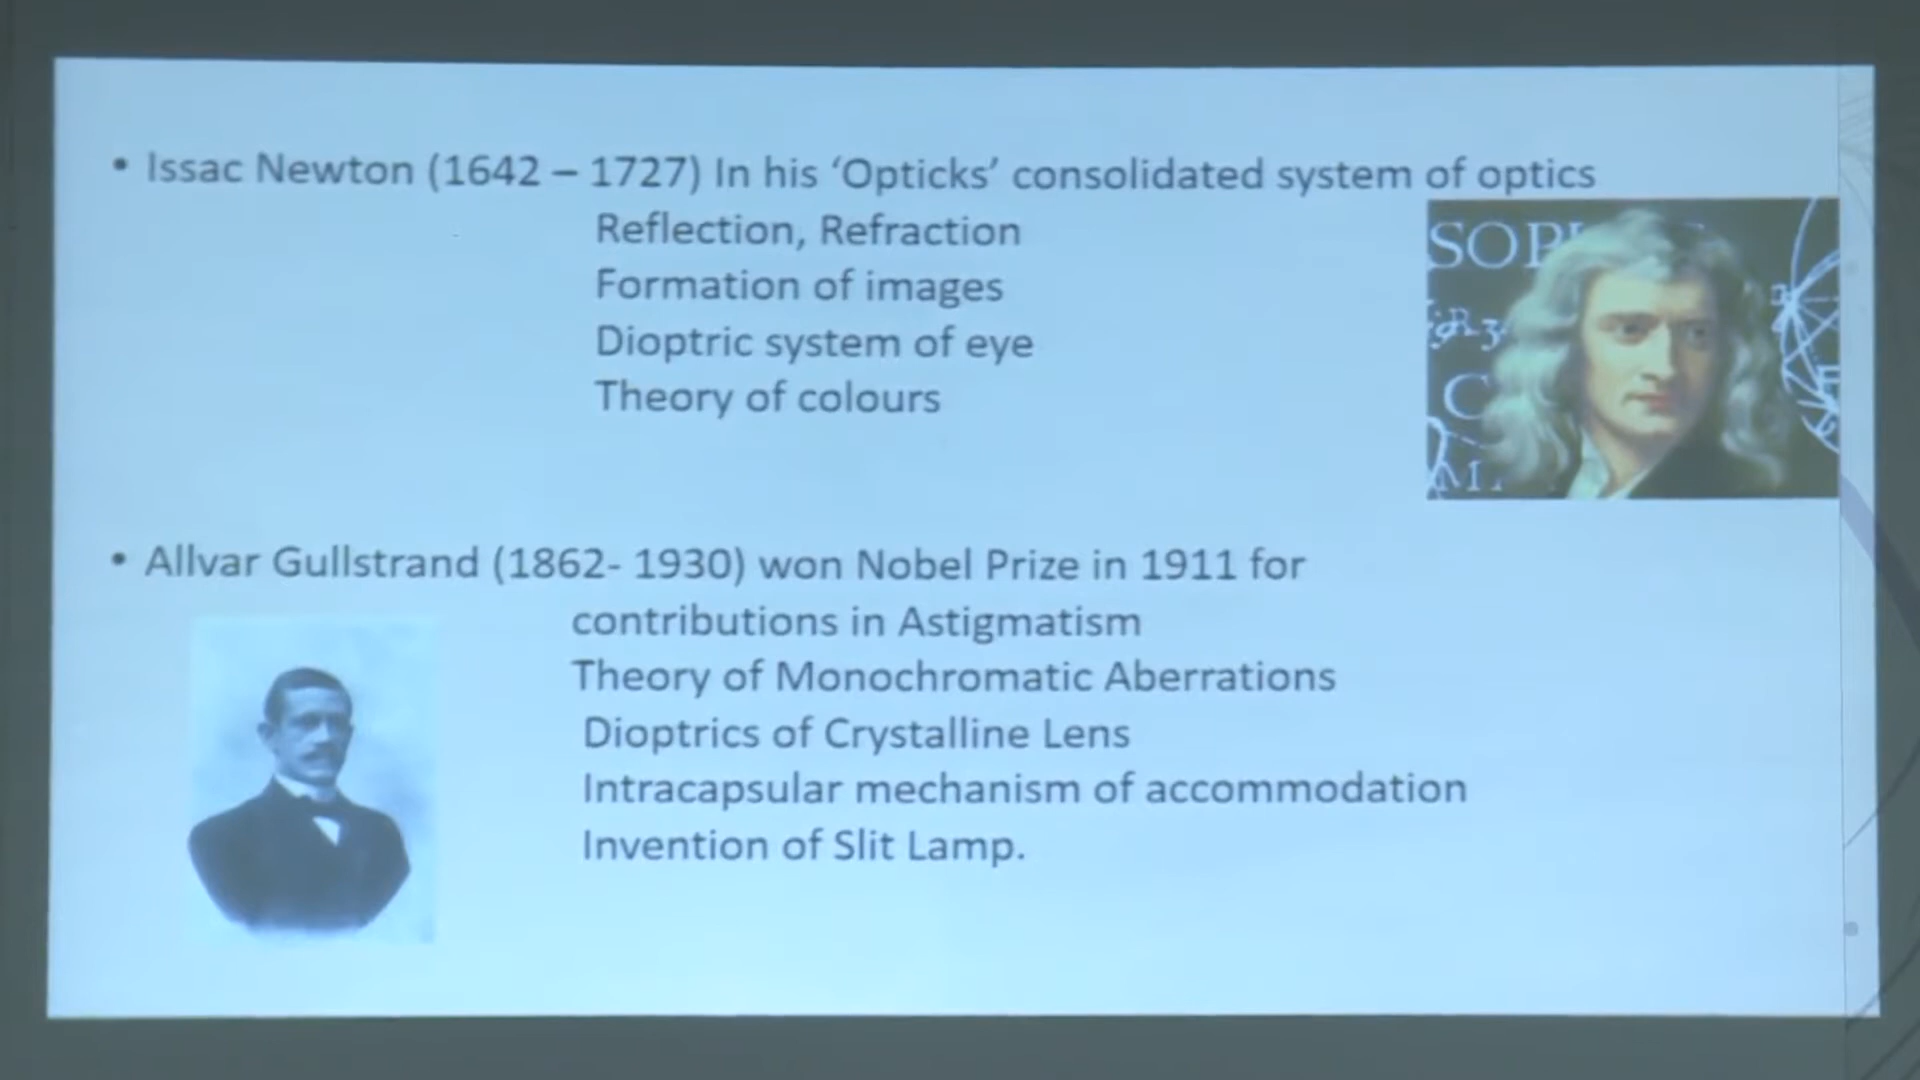 • Issac Newton (1642 – 1727) In his ‘Opticks’ consolidated system of optics
Reflection, Refraction
Formation of images
Dioptric system of eye
Theory of colours
SOP
C
• Allvar Gullstrand (1862- 1930) won Nobel Prize in 1911 for
contributions in Astigmatism
Theory of Monochromatic Aberrations
Dioptrics of Crystalline Lens
Intracapsular mechanism of accommodation
Invention of Slit Lamp.